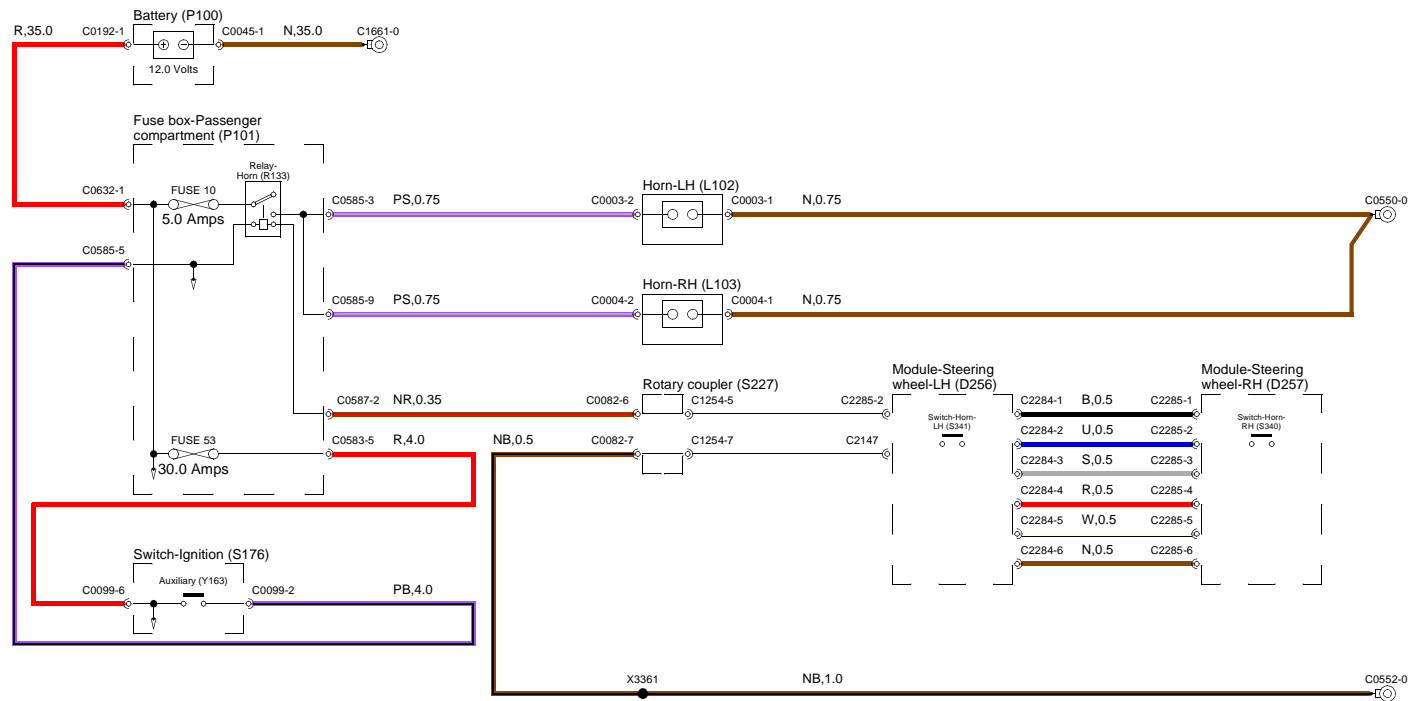 Battery (P100)
R,35.0
C0192-1
C0045-1
N,35.0
C1661-0
12.0 Volts
Fuse box-Passenger
compartment (P101)
Relay-
Horn (R133)
C0632-1
FUSE 10
5.0 Amps
C0585-3
PS,0.75
C0003-2
Horn-LH (L102)
C0003-1
N,0.75
C0550-0
C0585-5
C0585-9
PS,0.75
C0004-2
Horn-RH (L103)
C0004-1
N,0.75
C0587-2
NR,0.35
C0082-6
Rotary coupler (S227)
C1254-5
C2285-2
Module-Steering
wheel-LH (D256)
Switch-Horn-
LH (S341)
Module-Steering
wheel-RH (D257)
Switch-Horn-
RH (S340)
C2284-1
B,0.5
C2285-1
C2284-2
U,0.5
C2285-2
C2284-3
S,0.5
C2285-3
C2284-4
R,0.5
C2285-4
C2284-5
W,0.5
C2285-5
C2284-6
N,0.5
C2285-6
FUSE 53
30.0 Amps
C0583-5
R,4.0
NB,0.5
C0082-7
C1254-7
C2147
Switch-Ignition (S176)
Auxiliary (Y163)
C0099-6
C0099-2
PB,4.0
X3361
NB,1.0
C0552-0